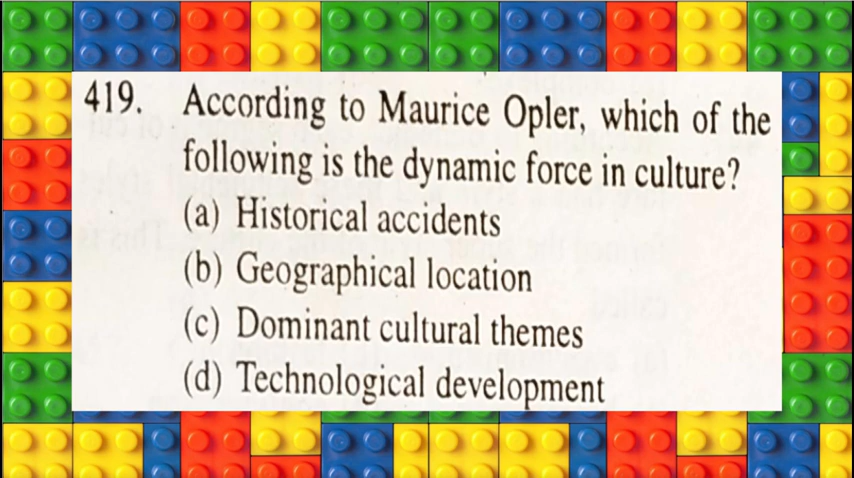 419. According to Maurice Opler, which of the
following is the dynamic force in culture?
(a) Historical accidents
(b) Geographical location
(c) Dominant cultural themes
(d) Technological development